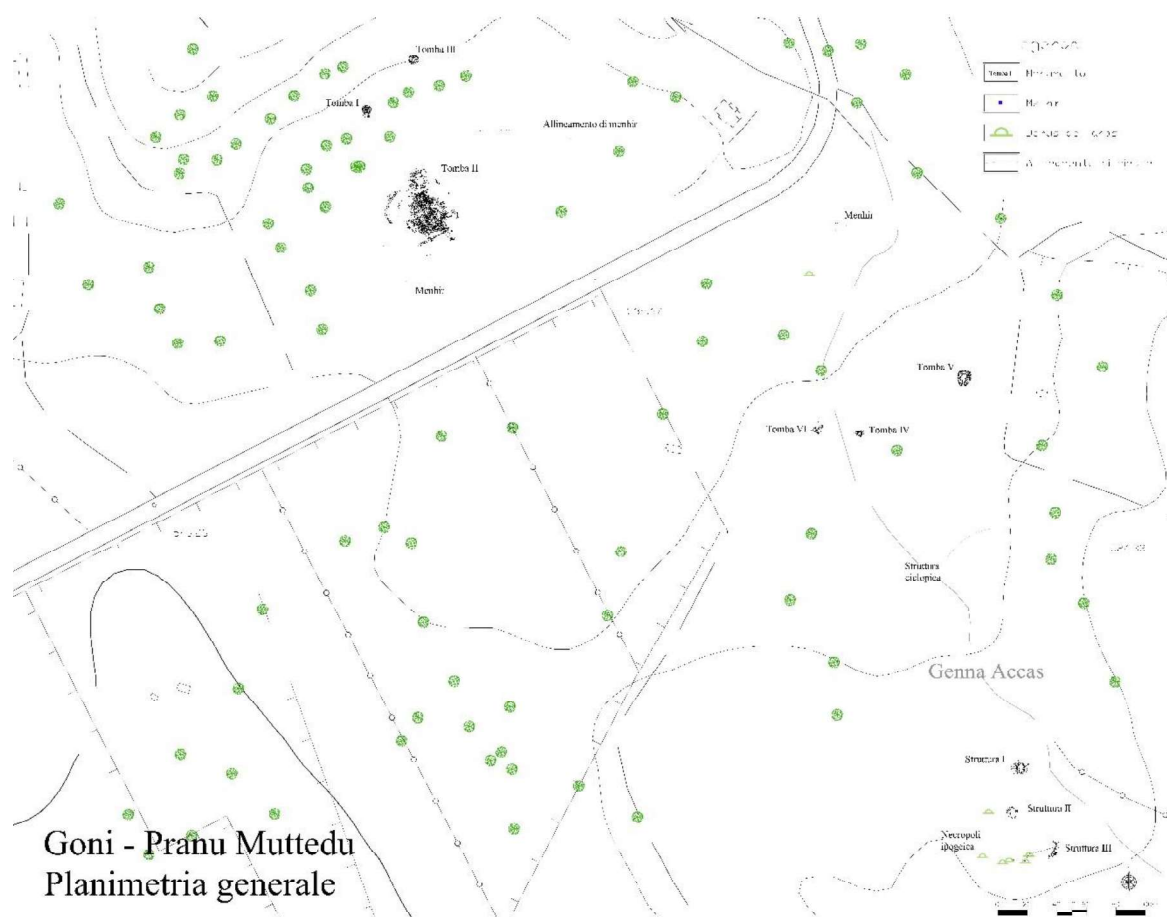 Tomba III
Tomba I
Allineamento di menhir
Tomba II
Menhir
Menhir
Tomba I
Tomba V
Tomba VI
Tomba IV
Struttura
ciclopica
Genna Accas
Struttura I
Struttura II
Necropoli
ipogeica
Struttura III
Goni - Pranu Muttedu
Planimetria generale